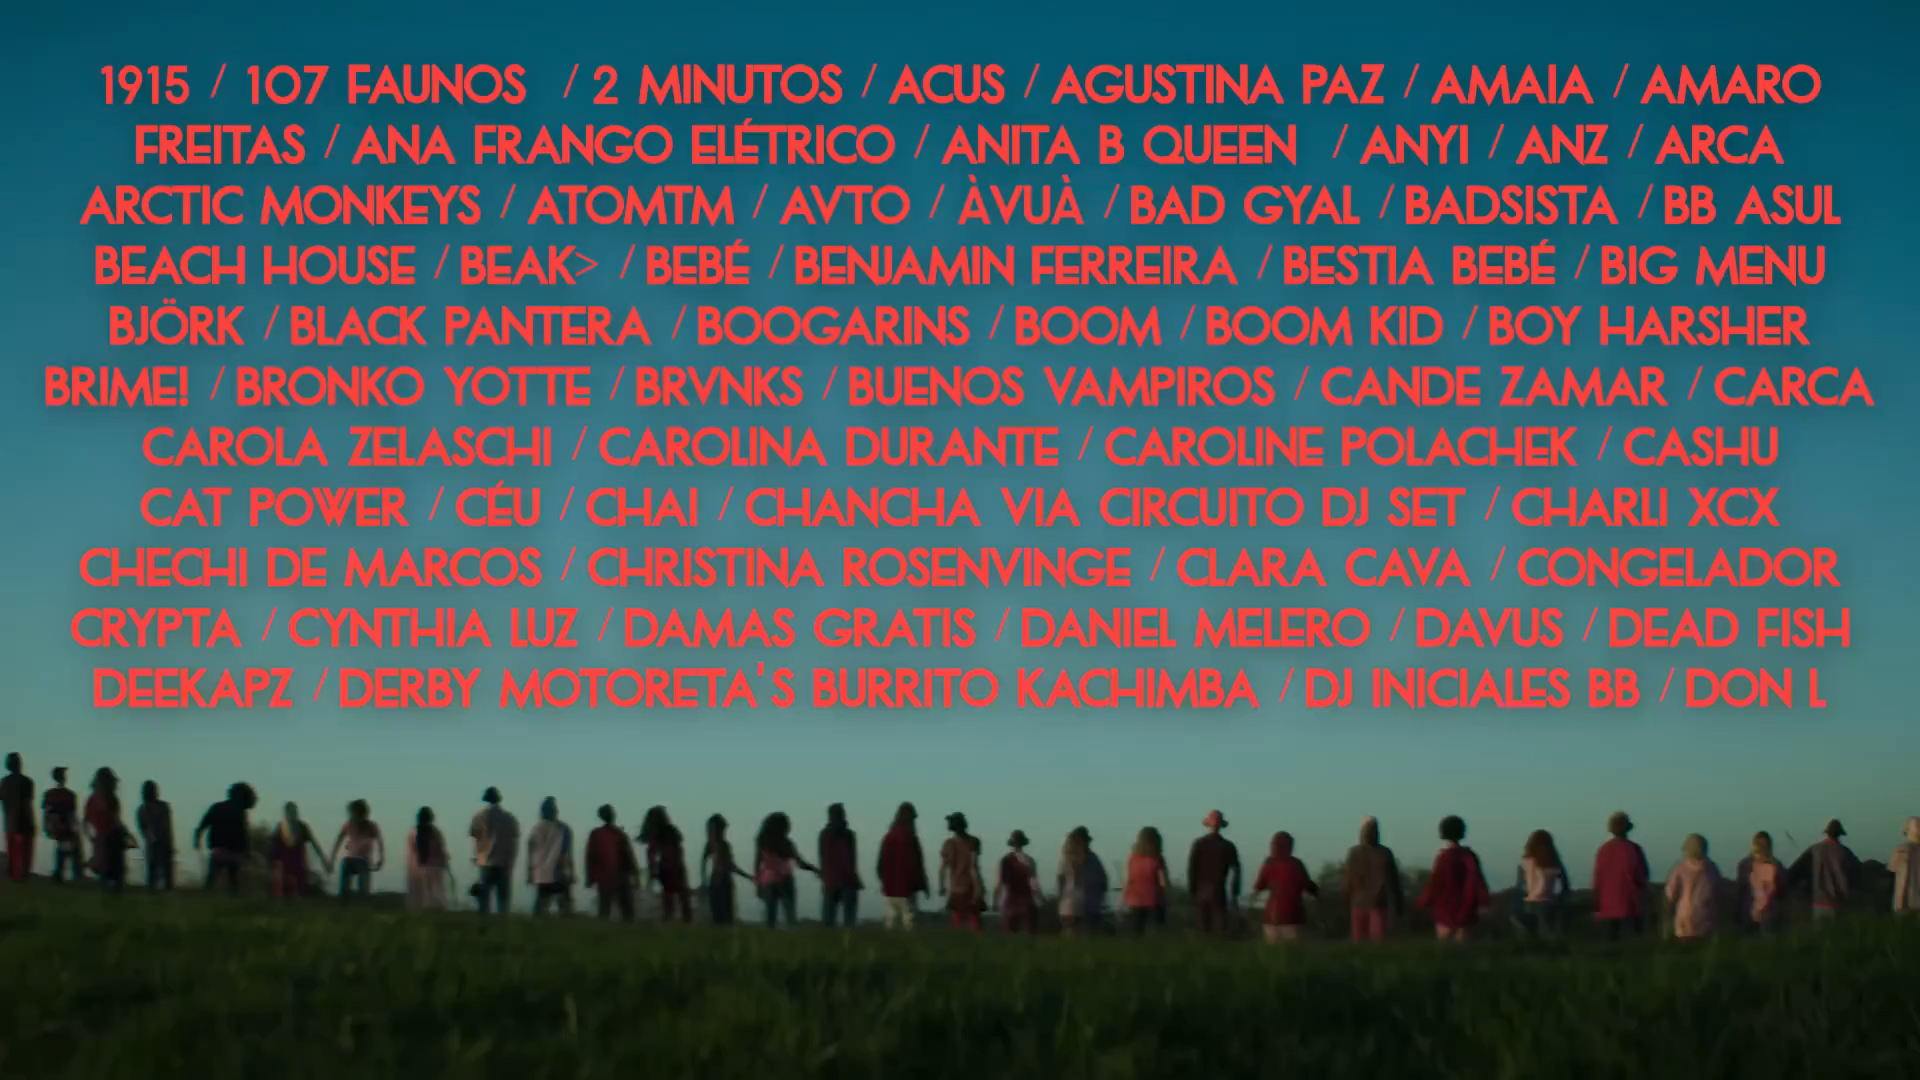 1915 / 107 FAUNOS / 2 MINUTOS / ACUS / AGUSTINA PAZ / AMAIA / AMARO
FREITAS / ANA FRANGO ELÉTRICO / ANITA B QUEEN / ANYI / ANZ / ARCA
ARCTIC MONKEYS / ATOMTM / AVTO / ÀVUÀ / BAD GYAL / BADSISTA / BB ASUL
BEACH HOUSE / BEAK> / BEBÉ / BENJAMIN FERREIRA / BESTIA BEBÉ / BIG MENU
BJÖRK / BLACK PANTERA / BOOGARINS / BOOM / BOOM KID / BOY HARSHER
BRIME! / BRONKO YOTTE / BRVNKS / BUENOS VAMPIROS / CANDE ZAMAR / CARCA
CAROLA ZELASCHI / CAROLINA DURANTE / CAROLINE POLACHEK / CASHU
CAT POWER / CÉU / CHAI / CHANCHA VIA CIRCUITO DJ SET / CHARLI XCX
CHECHI DE MARCOS / CHRISTINA ROSENVINGE / CLARA CAVA / CONGELADOR
CRYPTA / CYNTHIA LUZ / DAMAS GRATIS / DANIEL MELERO / DAVUS / DEAD FISH
DEEKAPZ / DERBY MOTORETA'S BURRITO KACHIMBA / DJ INICIALES BB / DON L